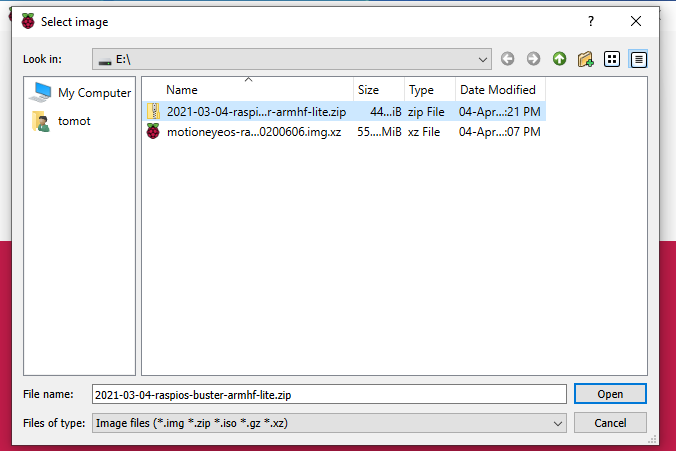 Select image
?
Look in: E:\
My Computer
tomot
Name Size Type Date Modified
2021-03-04-raspi...r-armhf-lite.zip 44...iB zip File 04-Apr...:21 PM
motioneyeos-ra...0200606.img.xz 55....MiB xz File 04-Apr...:07 PM
File name: 2021-03-04-raspios-buster-armhf-lite.zip Open
Files of type: Image files (*.img *.zip *.iso *.gz *.xz) Cancel